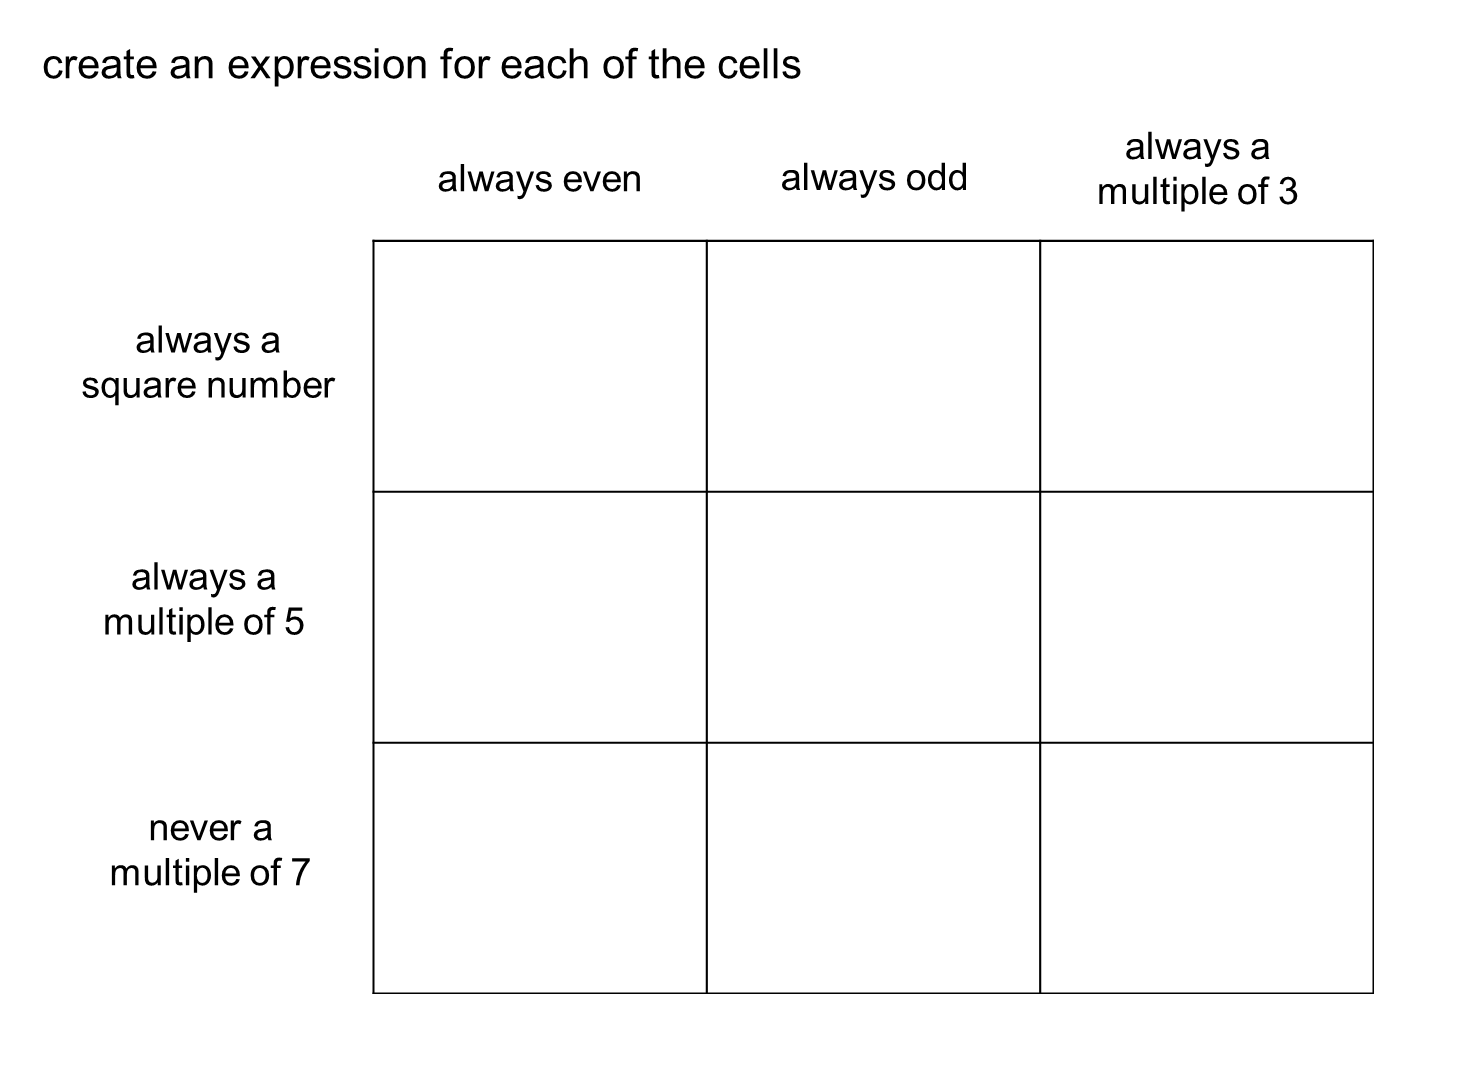 create an expression for each of the cells
always even
always odd
always a
multiple of 3
always a
square number
always a
multiple of 5
never a
multiple of 7